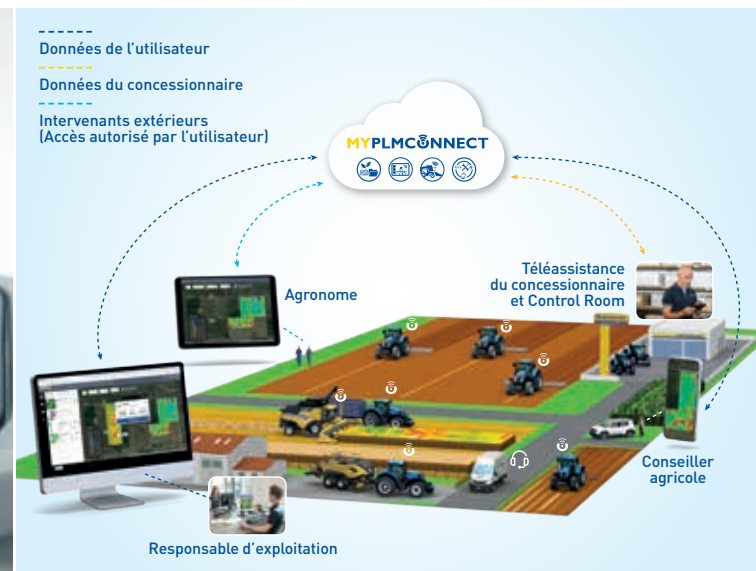 Données de l'utilisateur
Données du concessionnaire
Intervenants extérieurs
(Accès autorisé par l'utilisateur)
MYPLMCONNECT
Agronome
Téléassistance
du concessionnaire
et Control Room
Conseiller
agricole
Responsable d'exploitation